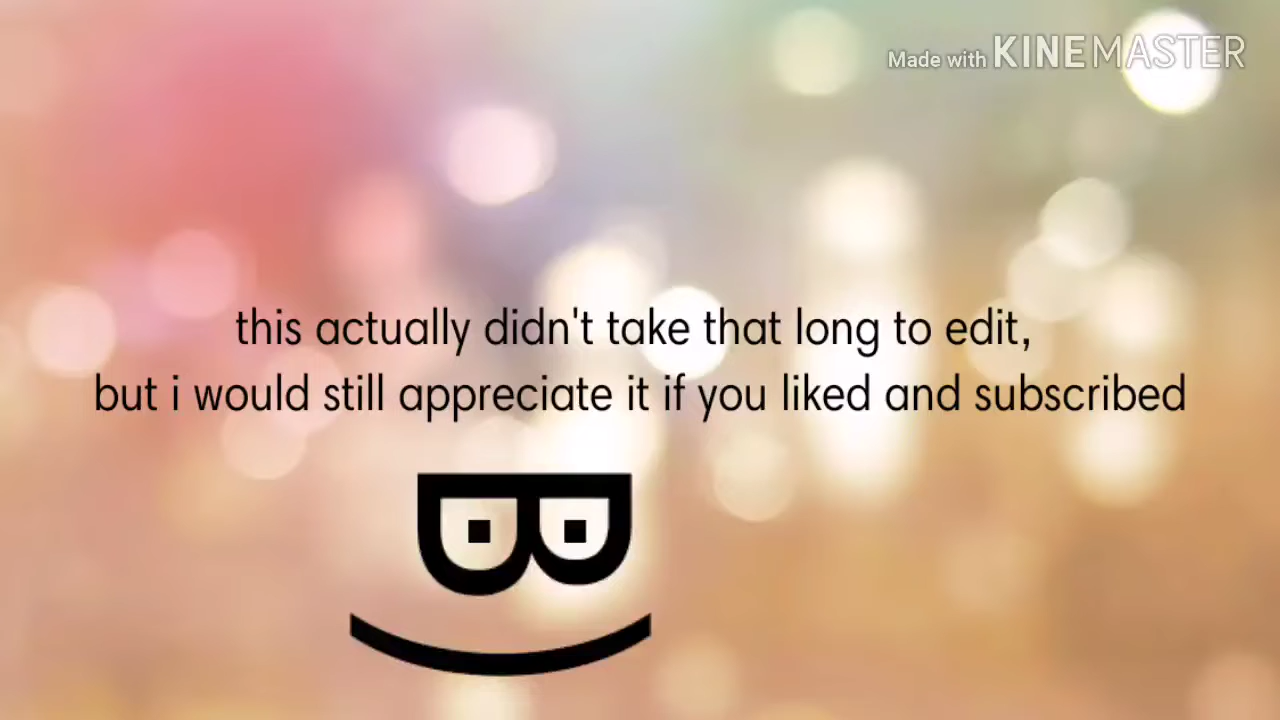 Made with KINEMASTER
this actually didn't take that long to edit,
but i would still appreciate it if you liked and subscribed
B